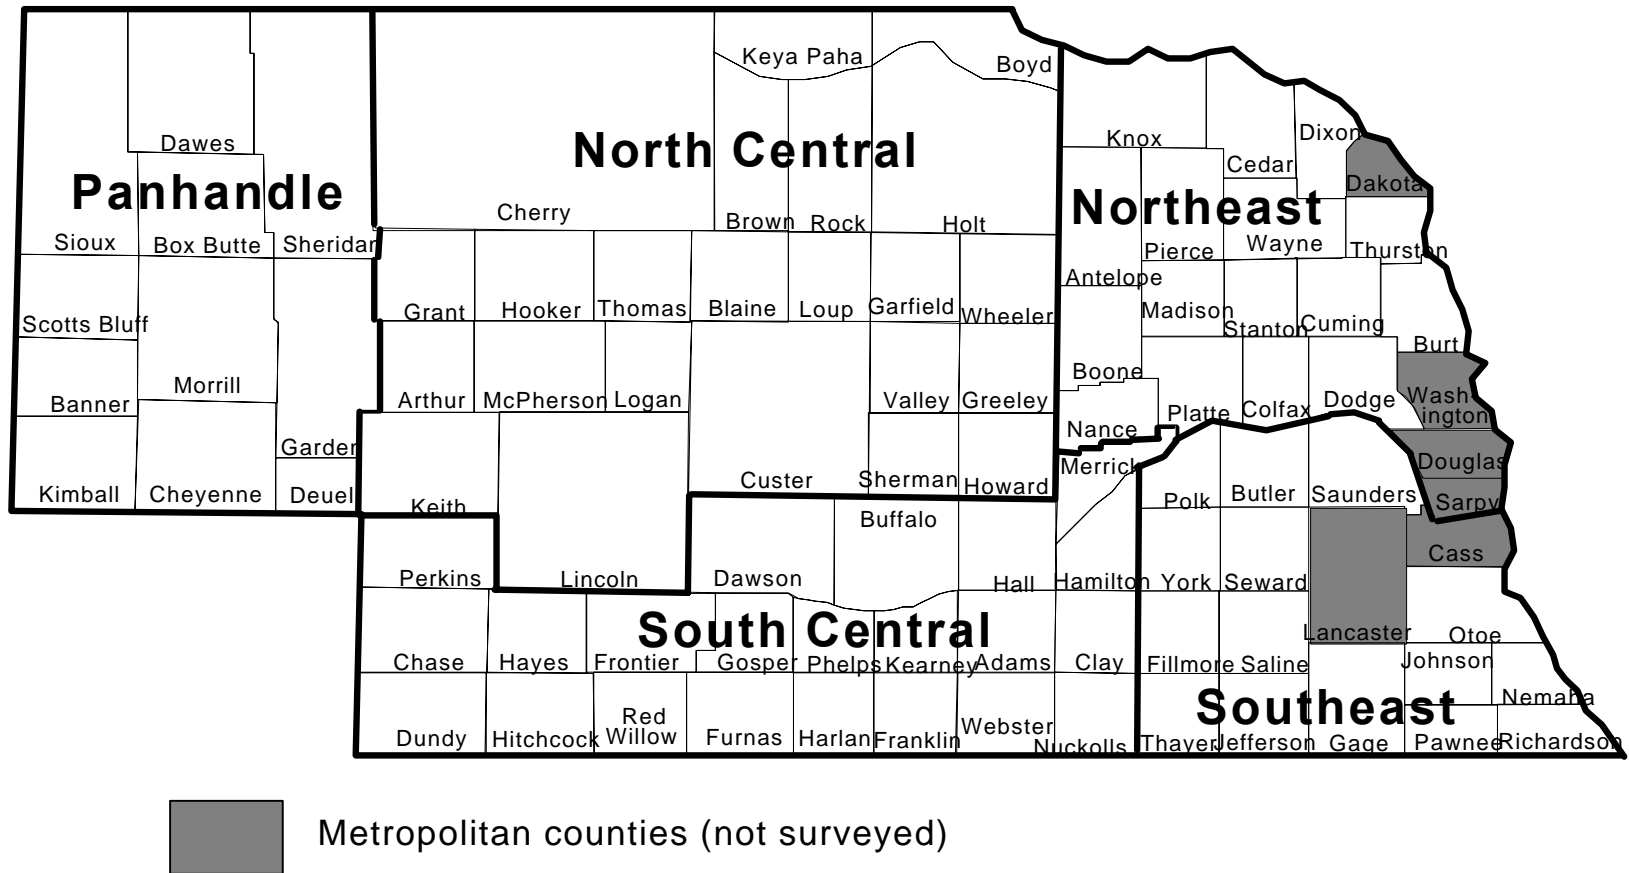 Keya Paha
Boyd
Dawes
North Central
Knox
Dixon
Cedar
Dakota
Panhandle
Cherry
Brown
Rock
Holt
Northeast
Sioux
Box Butte
Sheridan
Pierce
Wayne
Thurston
Antelope
Scotts Bluff
Grant
Hooker
Thomas
Blaine
Loup
Garfield
Wheeler
Madison
Stanton
Cuming
Burt
Banner
Morrill
Arthur
McPherson
Logan
Valley
Greeley
Boone
Platte
Colfax
Dodge
Wash-
ington
Garden
Nance
Kimball
Cheyenne
Deuel
Keith
Custer
Sherman
Howard
Merrick
Polk
Butler
Saunders
Douglas
Sarpy
Buffalo
Perkins
Lincoln
Dawson
Hall
Hamilton
York
Seward
Cass
South Central
Lancaster
Otoe
Chase
Hayes
Frontier
Gosper
Phelps
Kearney
Adams
Clay
Fillmore
Saline
Johnson
Southeast
Nemaha
Dundy
Hitchcock
Red
Willow
Furnas
Harlan
Franklin
Webster
Nuckolls
Thayer
Jefferson
Gage
Pawnee
Richardson
Metropolitan counties (not surveyed)